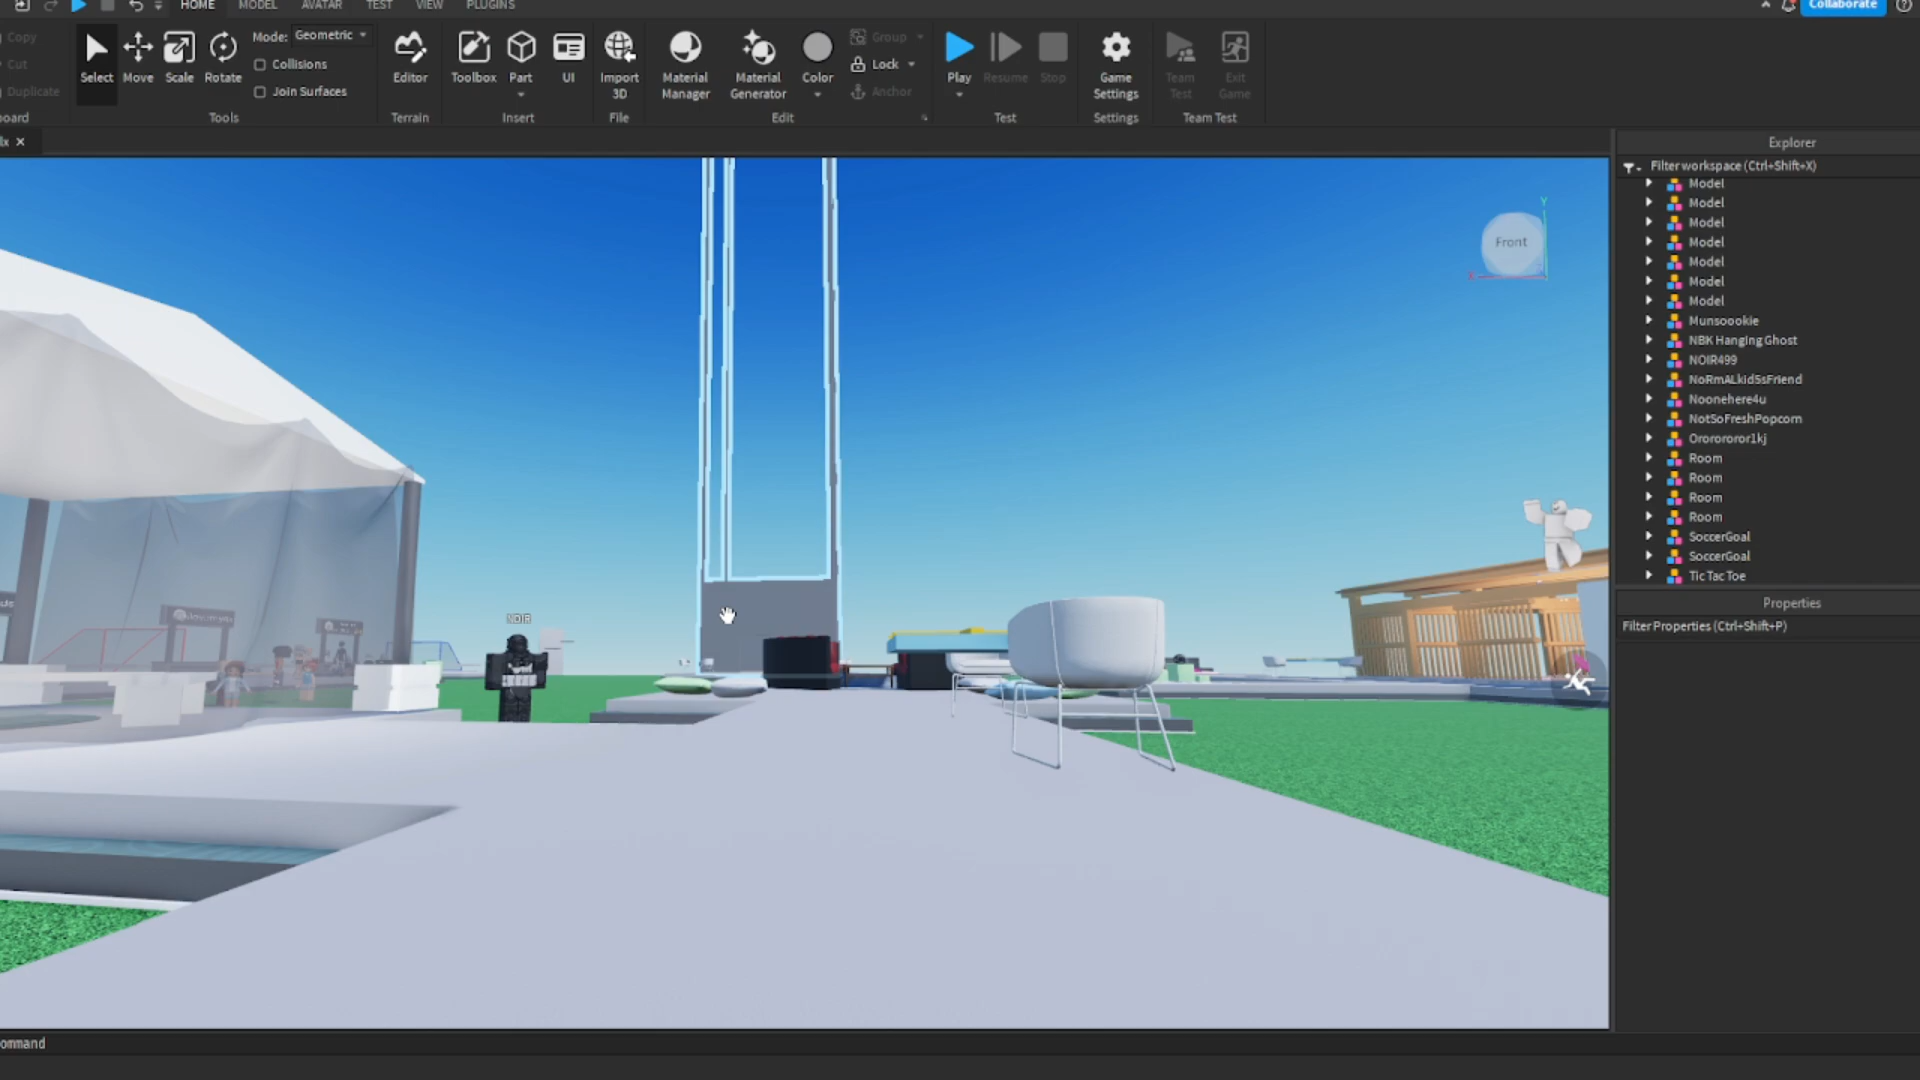 HOME MODEL AVATAR TEST VIEW PLUGINS
Collaborate
Copy
Cut
Duplicate
oard
Select Move Scale Rotate
Mode: Geometric
Collisions
Join Surfaces
Tools
Editor
Terrain
Toolbox Part UI
Insert
Import
3D
File
Material
Manager
Material
Generator
Color
Group
Lock
Anchor
Edit
Play Resume Stop
Test
Game
Settings
Settings
Team
Test
Exit
Game
Team Test
lx
Explorer
Filter workspace (Ctrl+Shift+X)
Model
Model
Model
Model
Model
Model
Model
Munsoookie
NBK Hanging Ghost
NOIR499
NoRmALkid5sFriend
Noonehere4u
NotSoFreshPopcorn
Ororororor1kj
Room
Room
Room
Room
SoccerGoal
SoccerGoal
Tic Tac Toe
Properties
Filter Properties (Ctrl+Shift+P)
Front
Y
NOIR
ommand